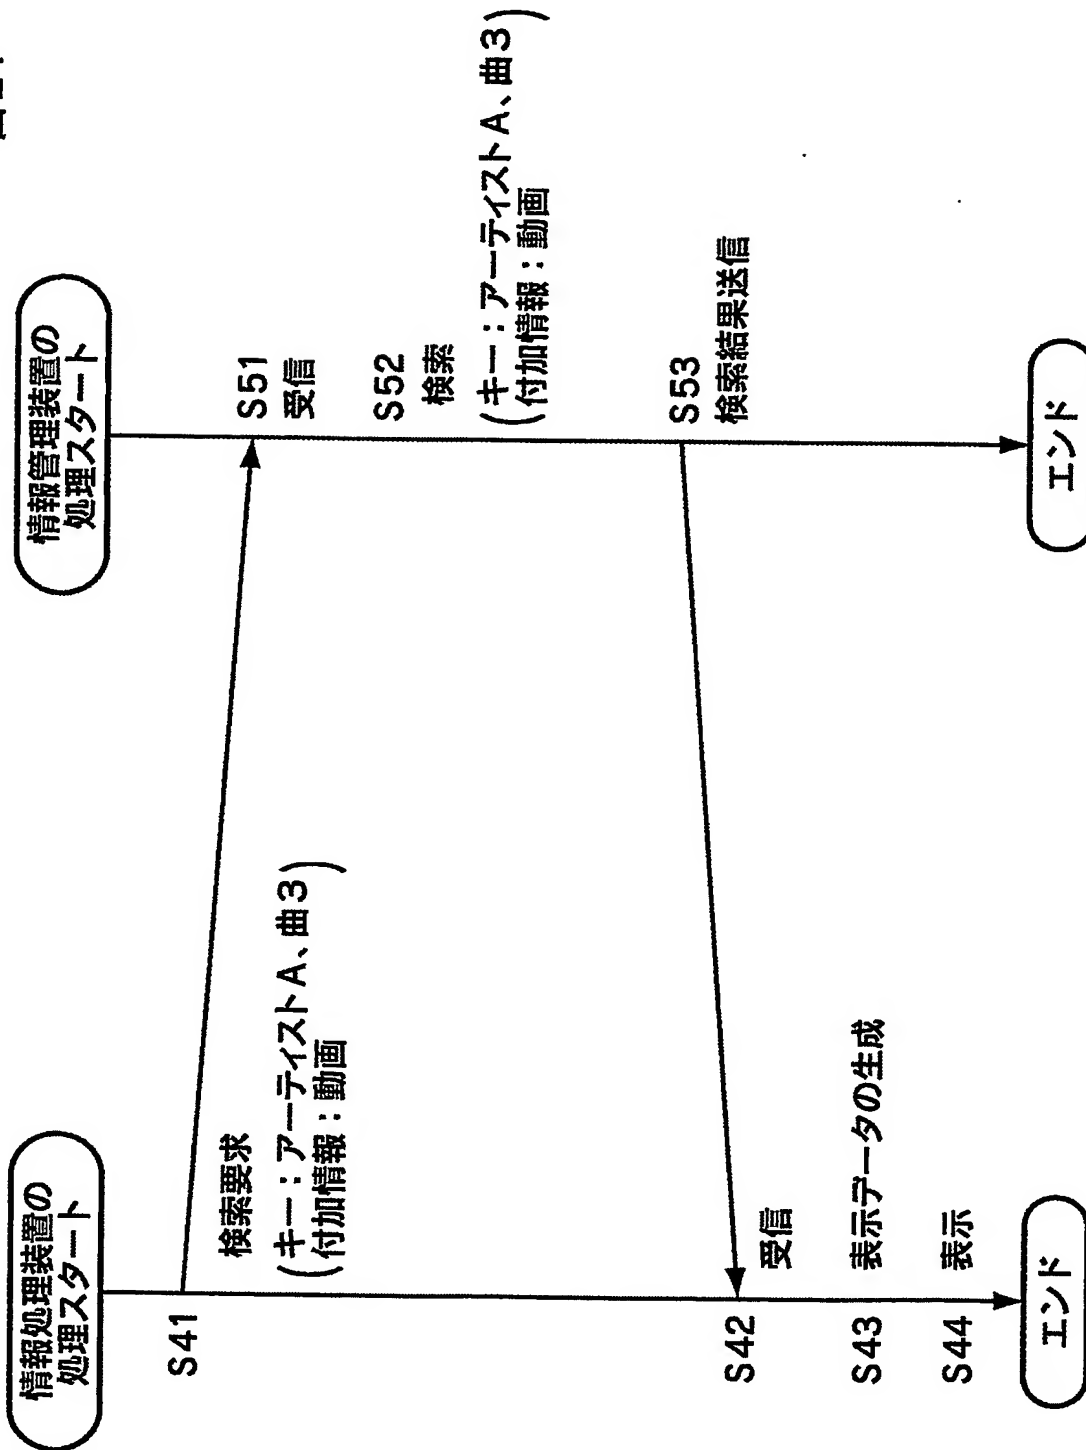 情報処理装置の
処理スタート
S41
検索要求
(キー：アーティストA、曲3)
(付加情報：動画)
S42
受信
S43
表示データの生成
S44
表示
エンド
情報管理装置の
処理スタート
S51
受信
S52
検索
(キー：アーティストA、曲3)
(付加情報：動画)
S53
検索結果送信
エンド